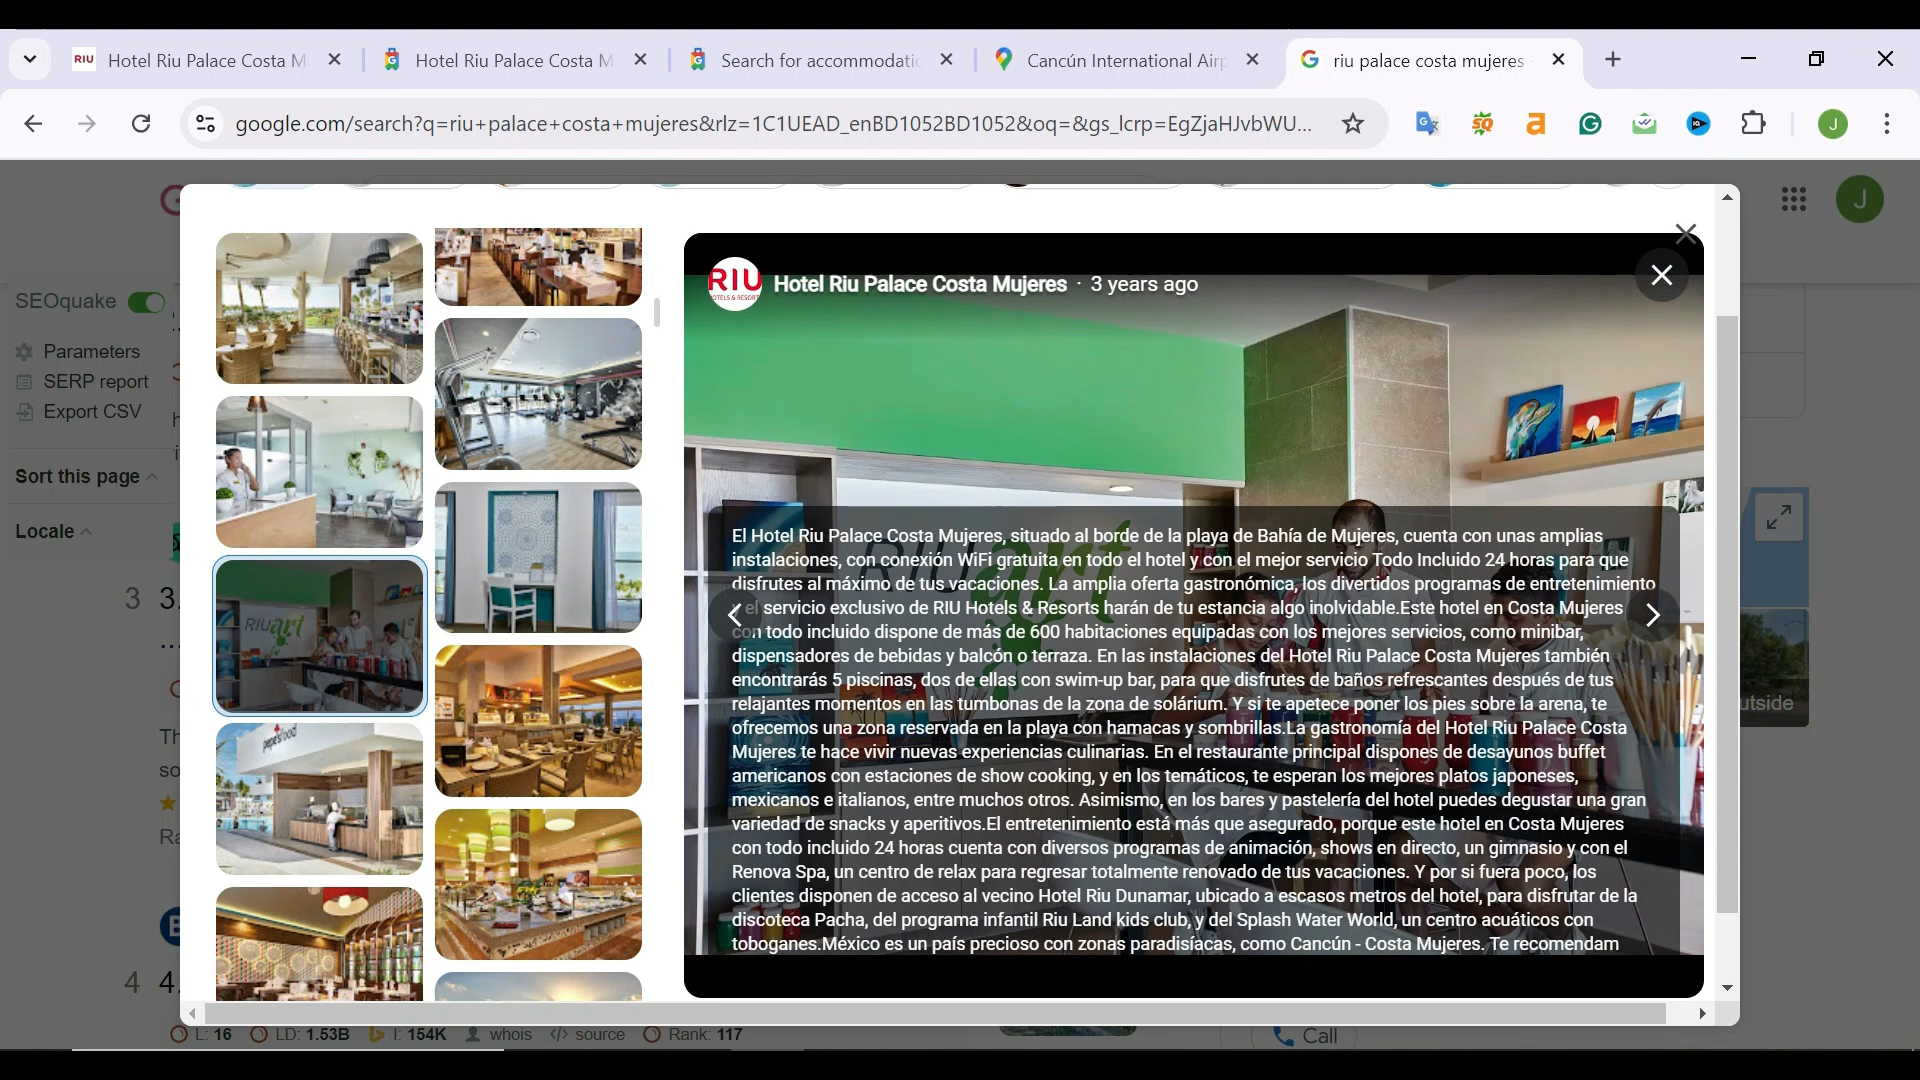 RIU Hotel Riu Palace Costa M
Hotel Riu Palace Costa M
Search for accommodatio
Cancún International Airp
riu palace costa mujeres
google.com/search?q=riu+palace+costa+mujeres&rlz=1C1UEAD_enBD1052BD1052&oq=&gs_lcrp=EgZjaHJvbWU...
J
J
SEOquake
Parameters
SERP report
Export CSV
Sort this page
Locale
3 3.
4 4.
L: 16 LD: 1.53B I: 154K whois source Rank: 117
Call
utside
RIU art
pepe's food
RIU
HOTELS & RESORTS
Hotel Riu Palace Costa Mujeres · 3 years ago
El Hotel Riu Palace Costa Mujeres, situado al borde de la playa de Bahía de Mujeres, cuenta con unas amplias
instalaciones, con conexión WiFi gratuita en todo el hotel y con el mejor servicio Todo Incluido 24 horas para que
disfrutes al máximo de tus vacaciones. La amplia oferta gastronómica, los divertidos programas de entretenimiento
y el servicio exclusivo de RIU Hotels & Resorts harán de tu estancia algo inolvidable.Este hotel en Costa Mujeres
con todo incluido dispone de más de 600 habitaciones equipadas con los mejores servicios, como minibar,
dispensadores de bebidas y balcón o terraza. En las instalaciones del Hotel Riu Palace Costa Mujeres también
encontrarás 5 piscinas, dos de ellas con swim-up bar, para que disfrutes de baños refrescantes después de tus
relajantes momentos en las tumbonas de la zona de solárium. Y si te apetece poner los pies sobre la arena, te
ofrecemos una zona reservada en la playa con hamacas y sombrillas.La gastronomía del Hotel Riu Palace Costa
Mujeres te hace vivir nuevas experiencias culinarias. En el restaurante principal dispones de desayunos buffet
americanos con estaciones de show cooking, y en los temáticos, te esperan los mejores platos japoneses,
mexicanos e italianos, entre muchos otros. Asimismo, en los bares y pastelería del hotel puedes degustar una gran
variedad de snacks y aperitivos.El entretenimiento está más que asegurado, porque este hotel en Costa Mujeres
con todo incluido 24 horas cuenta con diversos programas de animación, shows en directo, un gimnasio y con el
Renova Spa, un centro de relax para regresar totalmente renovado de tus vacaciones. Y por si fuera poco, los
clientes disponen de acceso al vecino Hotel Riu Dunamar, ubicado a escasos metros del hotel, para disfrutar de la
discoteca Pacha, del programa infantil Riu Land kids club, y del Splash Water World, un centro acuáticos con
toboganes.México es un país precioso con zonas paradisíacas, como Cancún - Costa Mujeres. Te recomendam